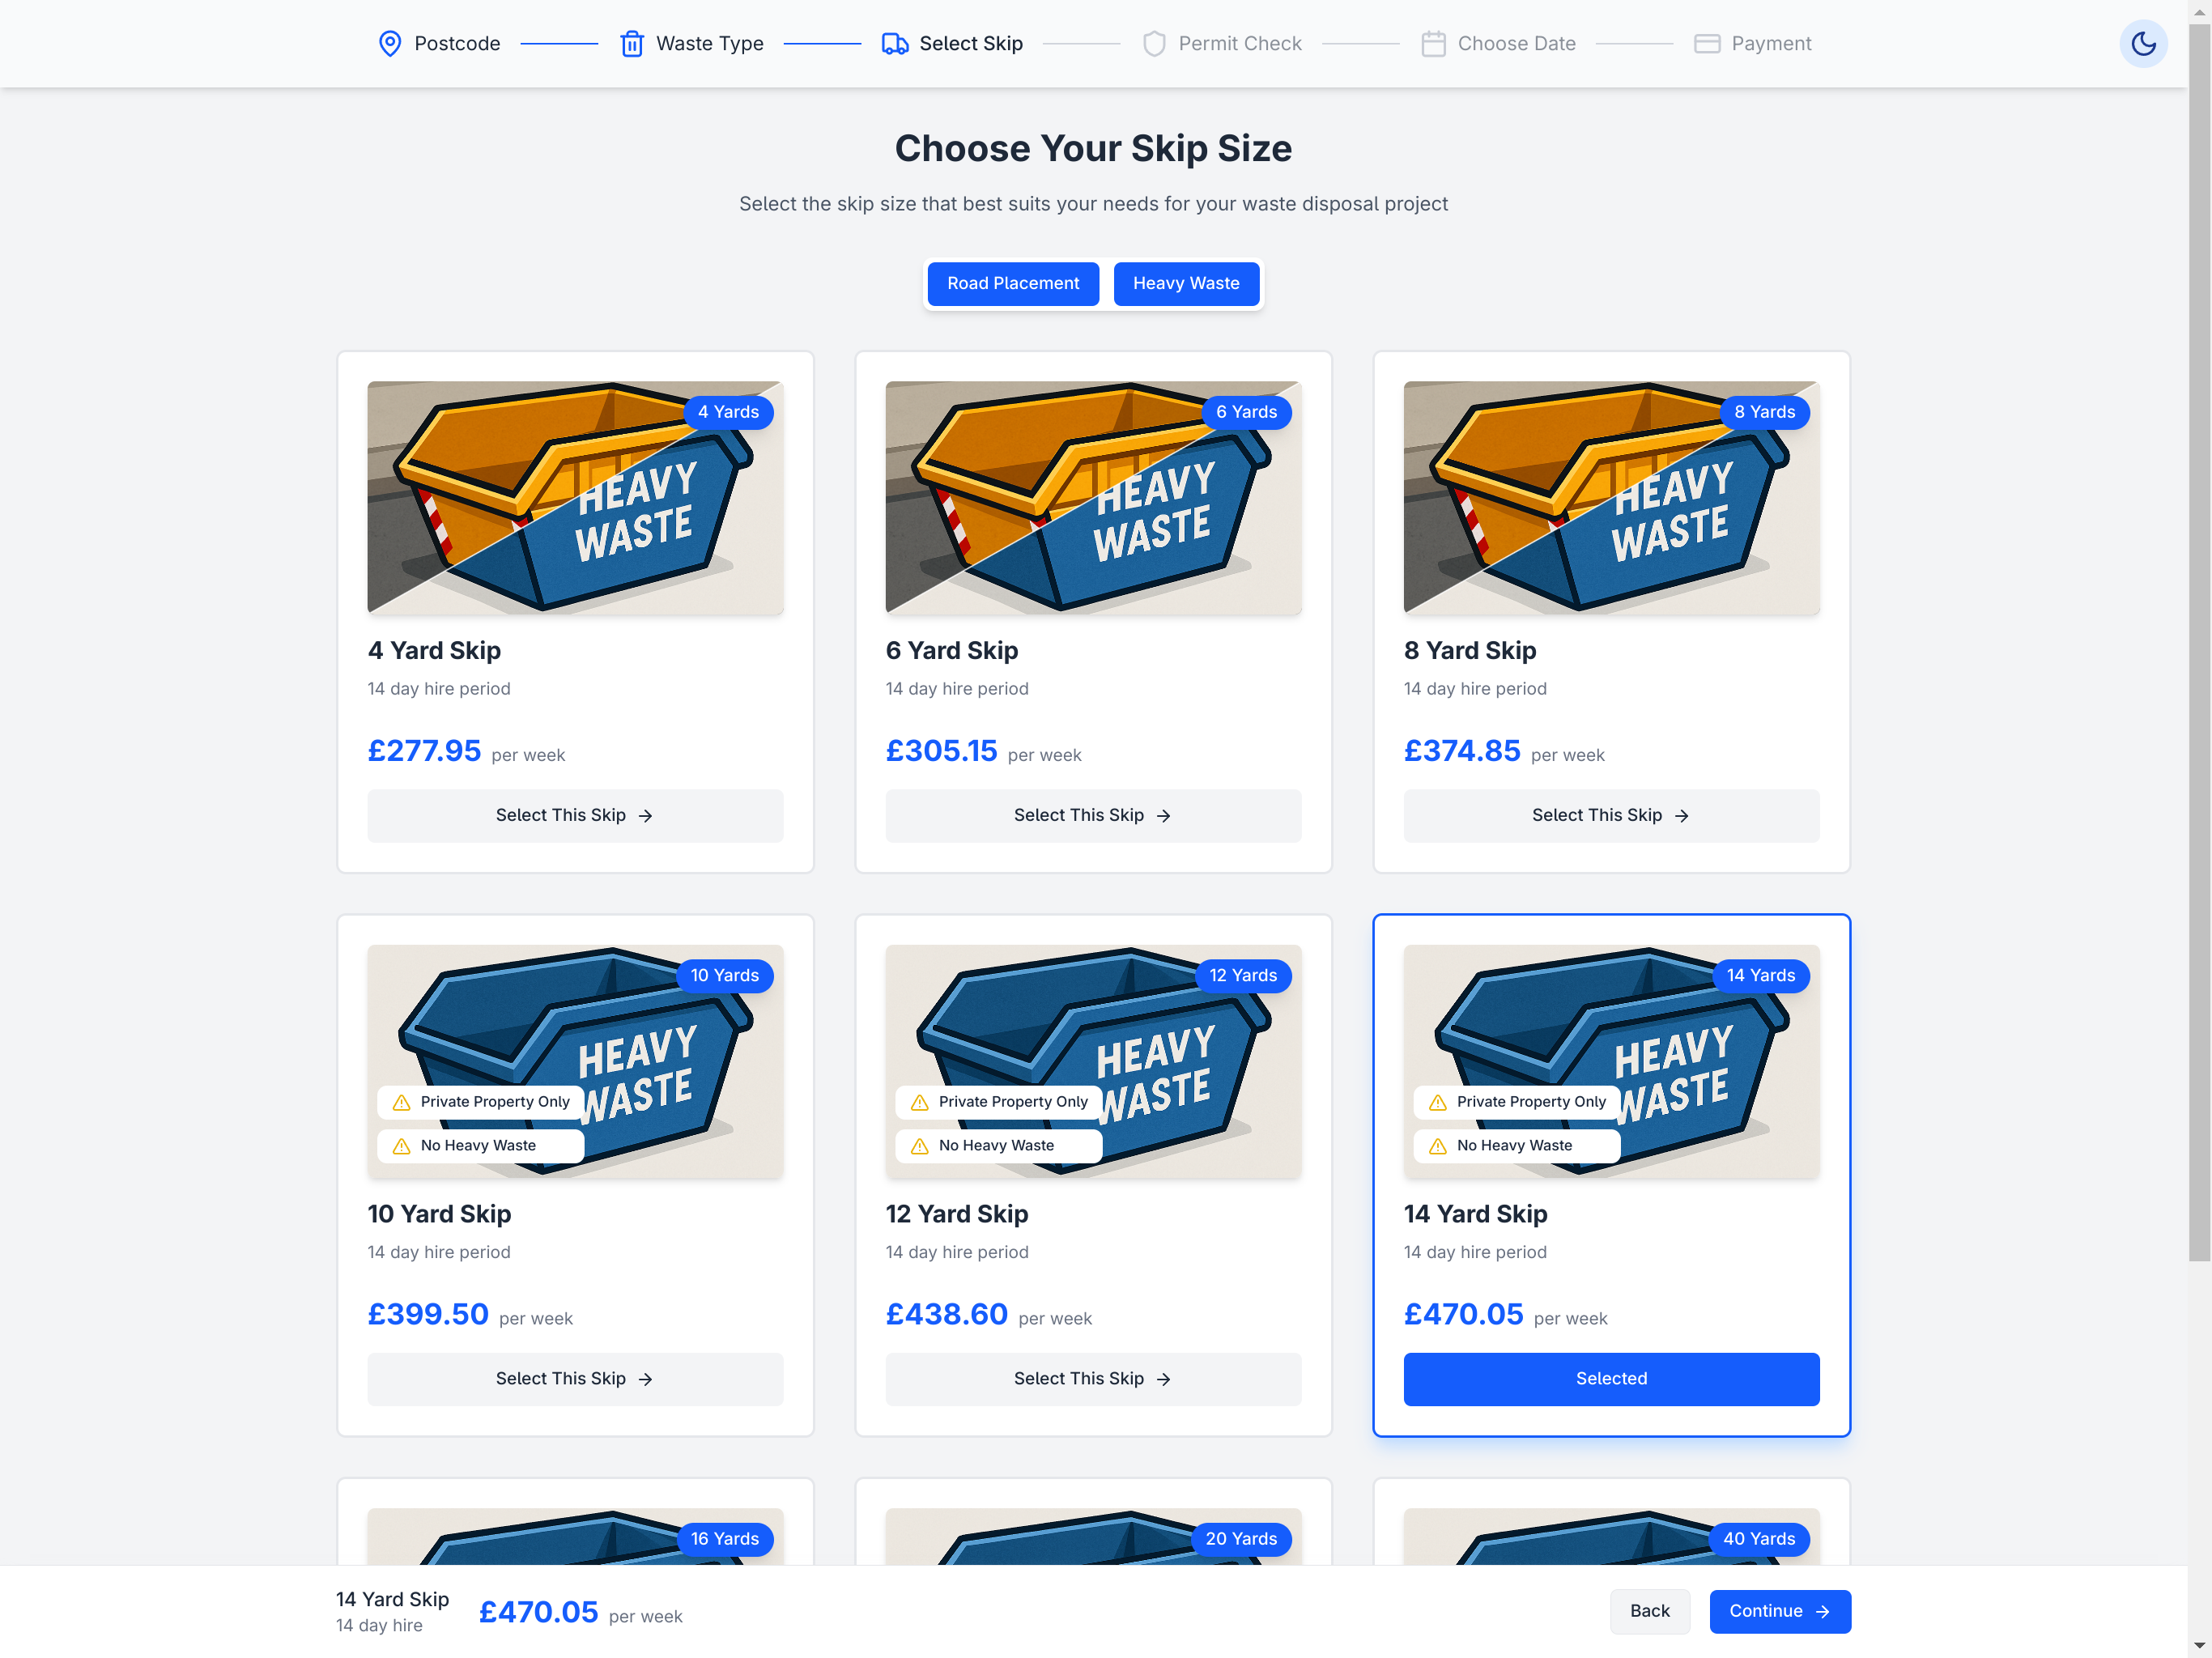 Postcode
Waste Type
Select Skip
Permit Check
Choose Date
Payment
Choose Your Skip Size
Select the skip size that best suits your needs for your waste disposal project
Road Placement
Heavy Waste
4 Yards
HEAVY
WASTE
4 Yard Skip
14 day hire period
£277.95 per week
Select This Skip →
6 Yards
HEAVY
WASTE
6 Yard Skip
14 day hire period
£305.15 per week
Select This Skip →
8 Yards
HEAVY
WASTE
8 Yard Skip
14 day hire period
£374.85 per week
Select This Skip →
10 Yards
HEAVY
WASTE
Private Property Only
No Heavy Waste
10 Yard Skip
14 day hire period
£399.50 per week
Select This Skip →
12 Yards
HEAVY
WASTE
Private Property Only
No Heavy Waste
12 Yard Skip
14 day hire period
£438.60 per week
Select This Skip →
14 Yards
HEAVY
WASTE
Private Property Only
No Heavy Waste
14 Yard Skip
14 day hire period
£470.05 per week
Selected
16 Yards
20 Yards
40 Yards
14 Yard Skip
14 day hire
£470.05 per week
Back
Continue →